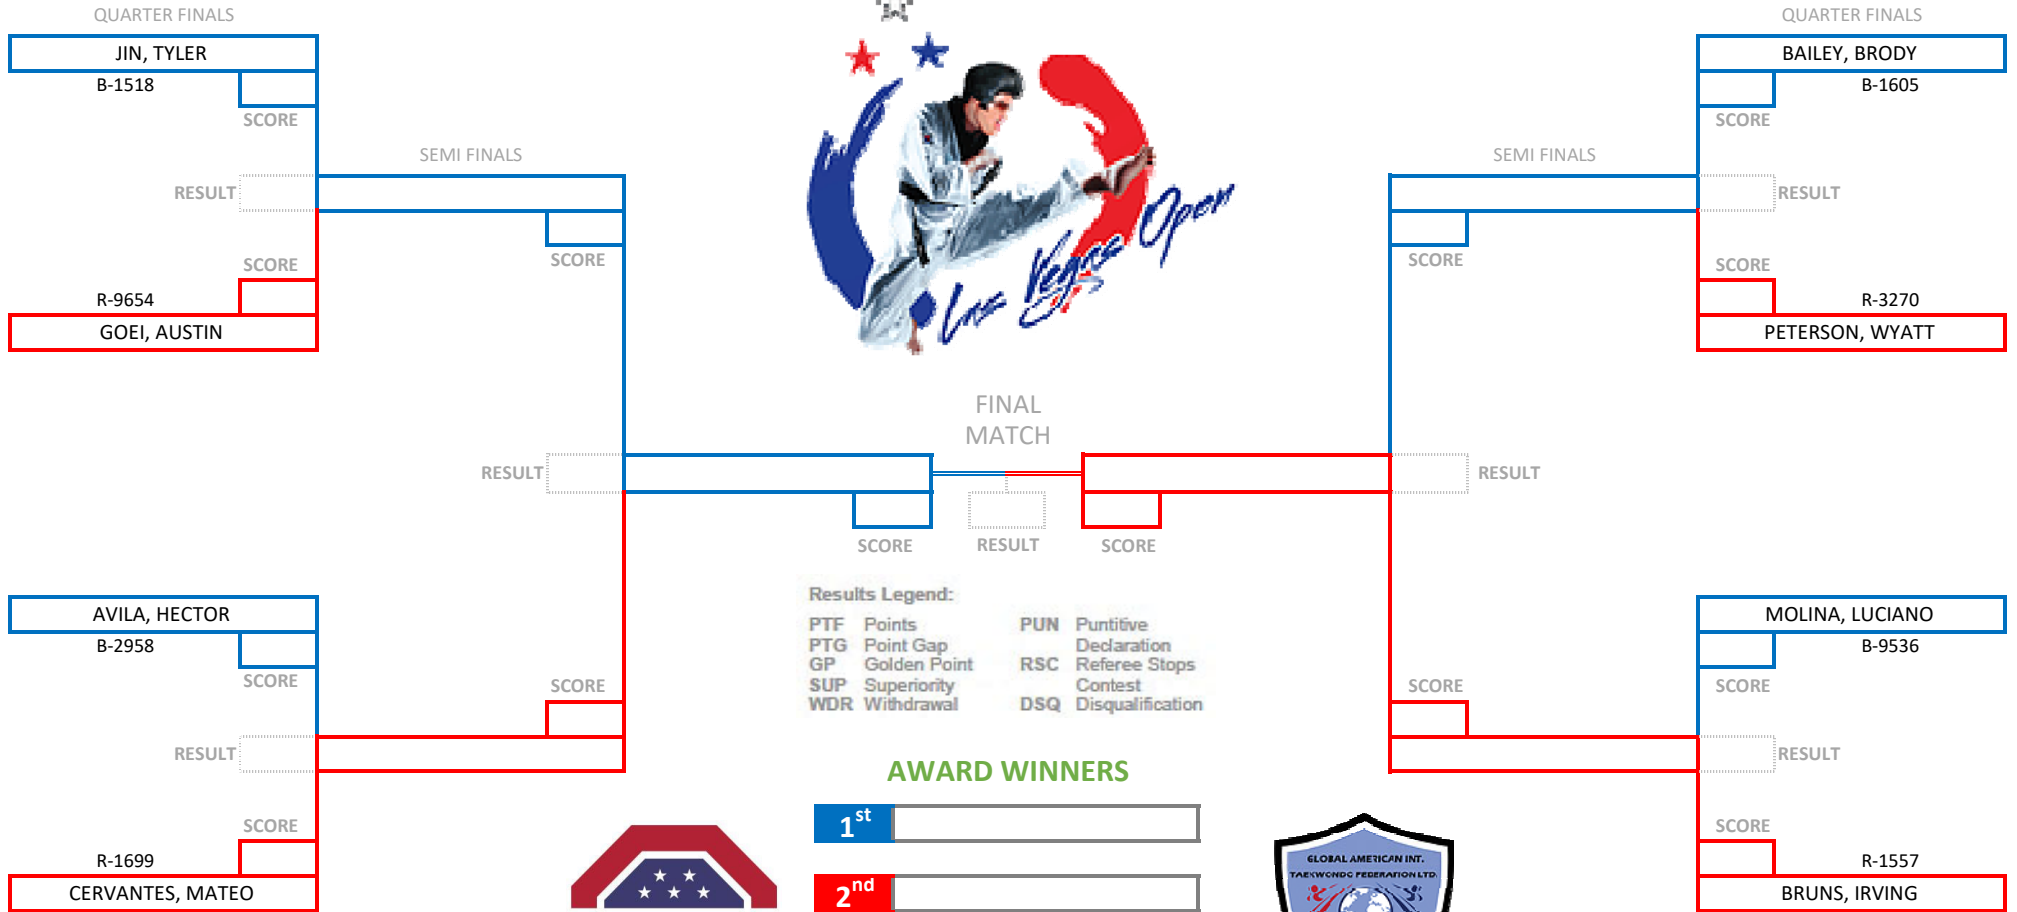 QUARTER FINALS
JIN, TYLER
B-1518
SCORE
RESULT
SCORE
R-9654
GOEI, AUSTIN
SEMI FINALS
SCORE
RESULT
AVILA, HECTOR
B-2958
SCORE
RESULT
SCORE
R-1699
CERVANTES, MATEO
SCORE
Las Vegas Open
FINAL
MATCH
SCORE
RESULT
SCORE
Results Legend:
PTF Points
PTG Point Gap
GP Golden Point
SUP Superiority
WDR Withdrawal
PUN Puntitive
Declaration
RSC Referee Stops
Contest
DSQ Disqualification
AWARD WINNERS
1st
2nd
GLOBAL AMERICAN INT.
TAEKWONDO FEDERATION LTD.
QUARTER FINALS
BAILEY, BRODY
B-1605
SCORE
RESULT
SCORE
R-3270
PETERSON, WYATT
SEMI FINALS
SCORE
RESULT
MOLINA, LUCIANO
B-9536
SCORE
RESULT
SCORE
R-1557
BRUNS, IRVING
SCORE